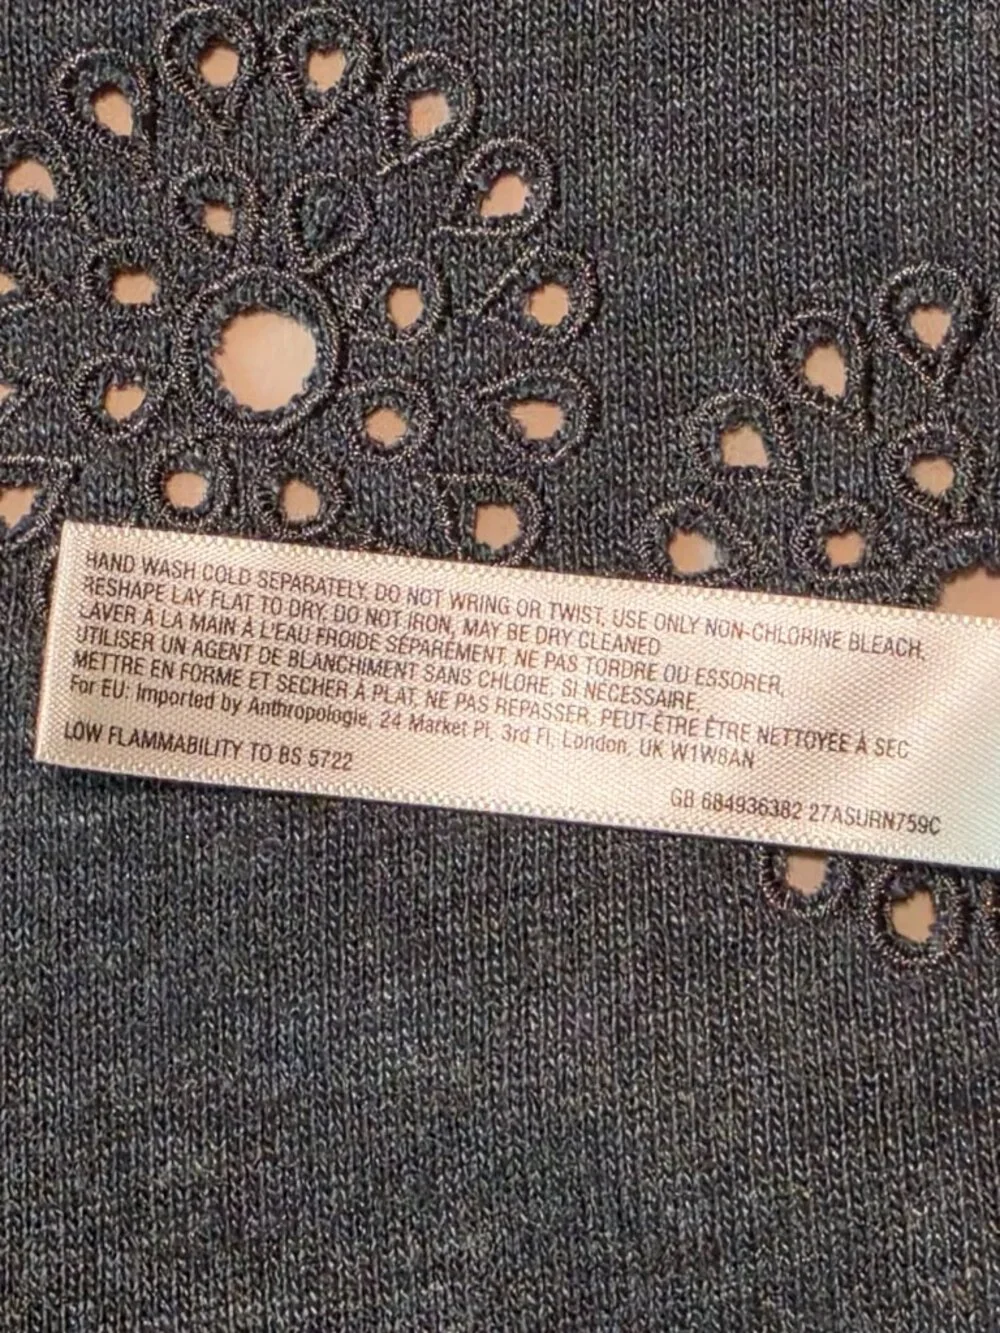 HAND WASH COLD SEPARATELY. DO NOT WRING OR TWIST. USE ONLY NON-CHLORINE BLEACH.
RESHAPE LAY FLAT TO DRY, DO NOT IRON, MAY BE DRY CLEANED
LAVER À LA MAIN À L'EAU FROIDE SÉPAREMENT. NE PAS TORDRE OU ESSORER.
UTILISER UN AGENT DE BLANCHIMENT SANS CHLORE, SI NÉCESSAIRE.
METTRE EN FORME ET SECHER À PLAT, NE PAS REPASSER, PEUT-ÊTRE ÊTRE NETTOYÉE À SEC
For EU: Imported by Anthropologie, 24 Market Pl, 3rd Fl, London, UK W1W8AN
LOW FLAMMABILITY TO BS 5722
GB 684936382 27ASURN759C